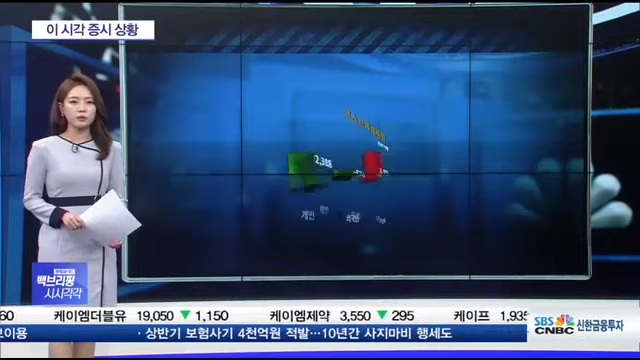 이 시각 증시 상황
2,388
개인
백브리핑
시시각각
60 케이엠더블유 19,050 ▼ 1,150 케이엠제약 3,550 ▼ 295 케이프 1,935
SBS CNBC 신한금융투자
보이용 · 상반기 보험사기 4천억원 적발…10년간 사지마비 행세도